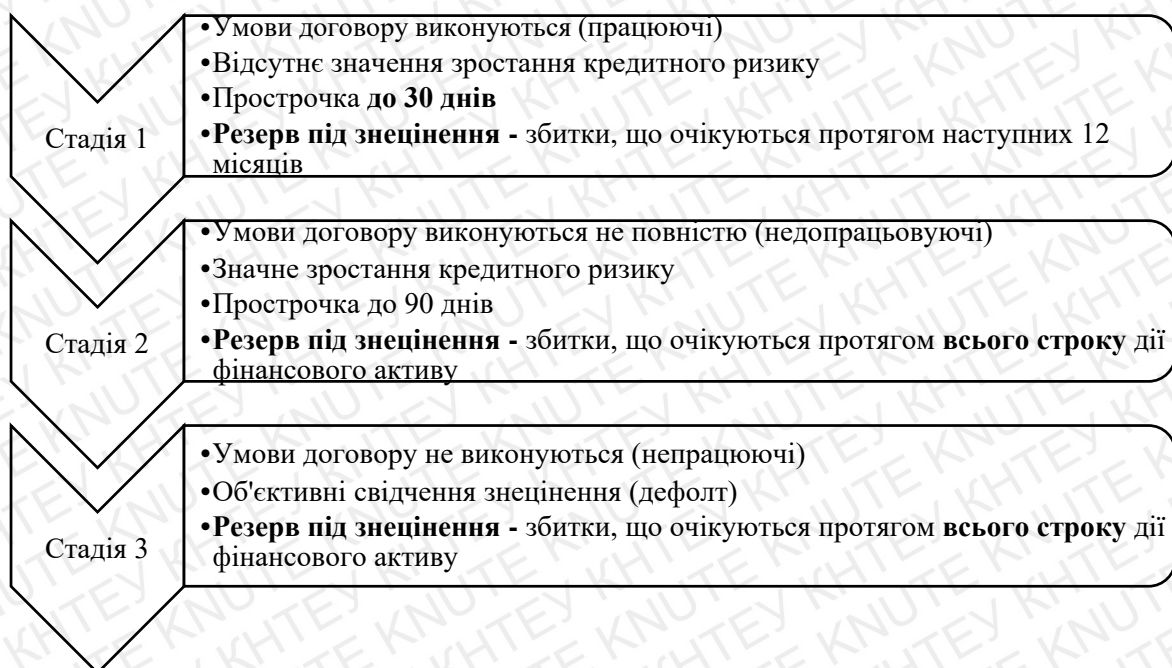 Стадія 1
•Умови договору виконуються (працюючі)
•Відсутнє значення зростання кредитного ризику
•Прострочка до 30 днів
•Резерв під знецінення - збитки, що очікуються протягом наступних 12
місяців
Стадія 2
•Умови договору виконуються не повністю (недопрацьовуючі)
•Значне зростання кредитного ризику
•Прострочка до 90 днів
•Резерв під знецінення - збитки, що очікуються протягом всього строку дії
фінансового активу
Стадія 3
•Умови договору не виконуються (непрацюючі)
•Об'єктивні свідчення знецінення (дефолт)
•Резерв під знецінення - збитки, що очікуються протягом всього строку дії
фінансового активу